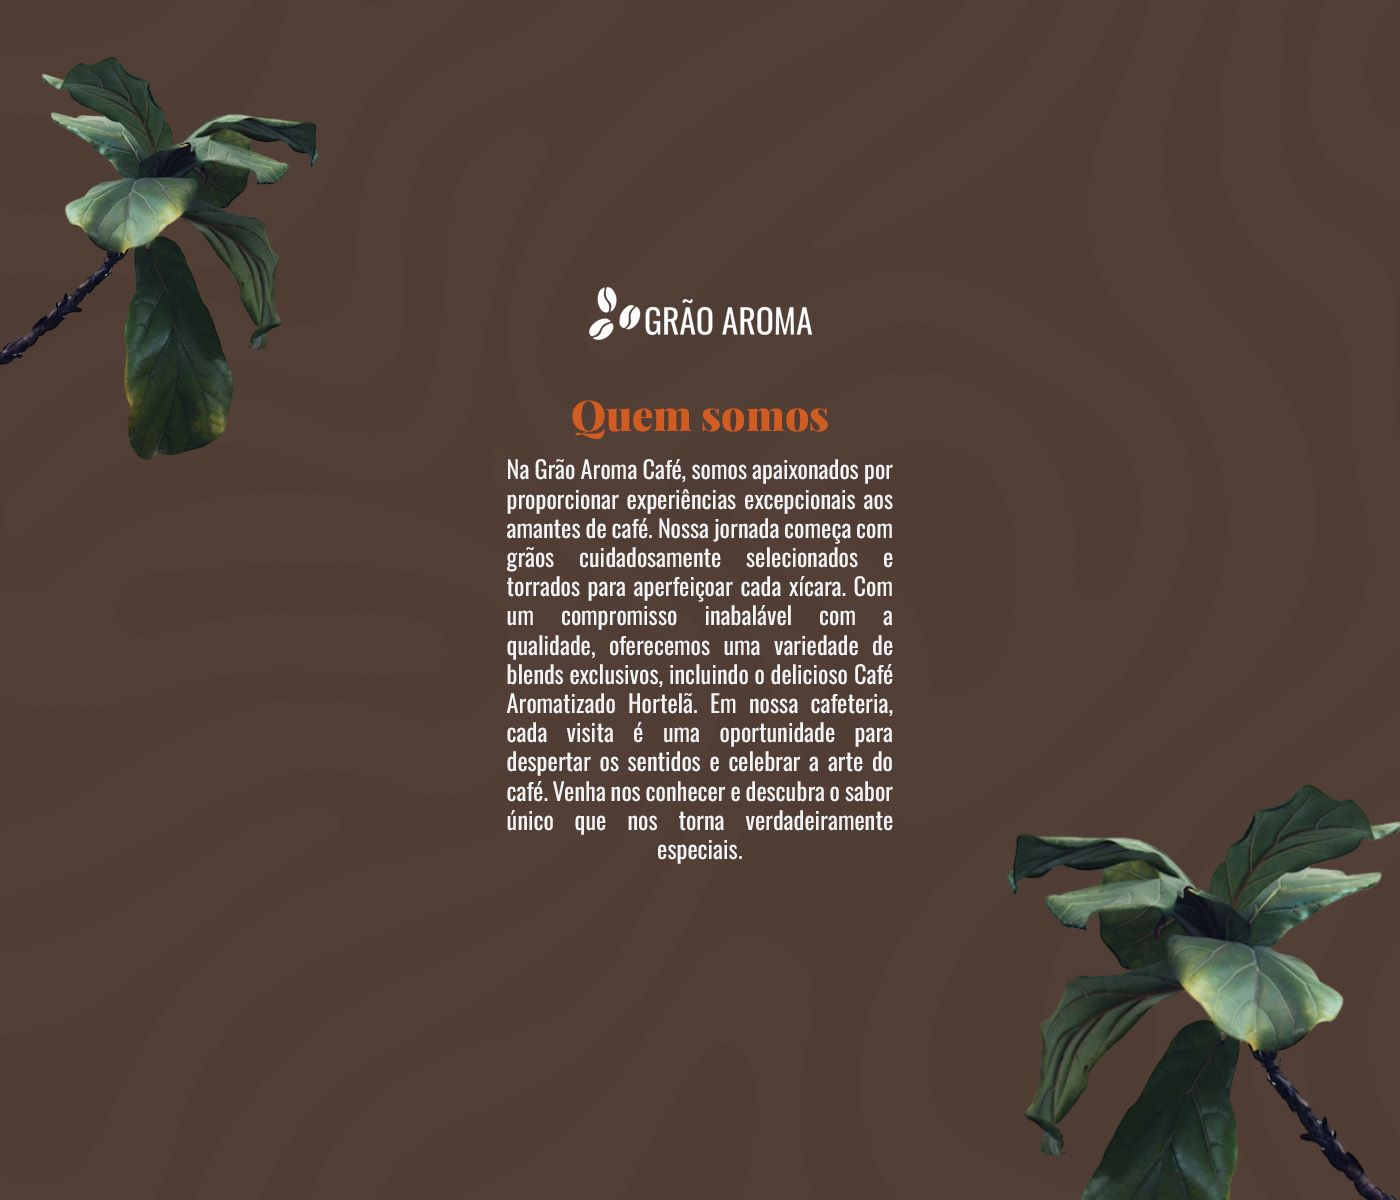 GRÃO AROMA
Quem somos
Na Grão Aroma Café, somos apaixonados por
proporcionar experiências excepcionais aos
amantes de café. Nossa jornada começa com
grãos cuidadosamente selecionados e
torrados para aperfeiçoar cada xícara. Com
um compromisso inabalável com a
qualidade, oferecemos uma variedade de
blends exclusivos, incluindo o delicioso Café
Aromatizado Hortelã. Em nossa cafeteria,
cada visita é uma oportunidade para
despertar os sentidos e celebrar a arte do
café. Venha nos conhecer e descubra o sabor
único que nos torna verdadeiramente
especiais.